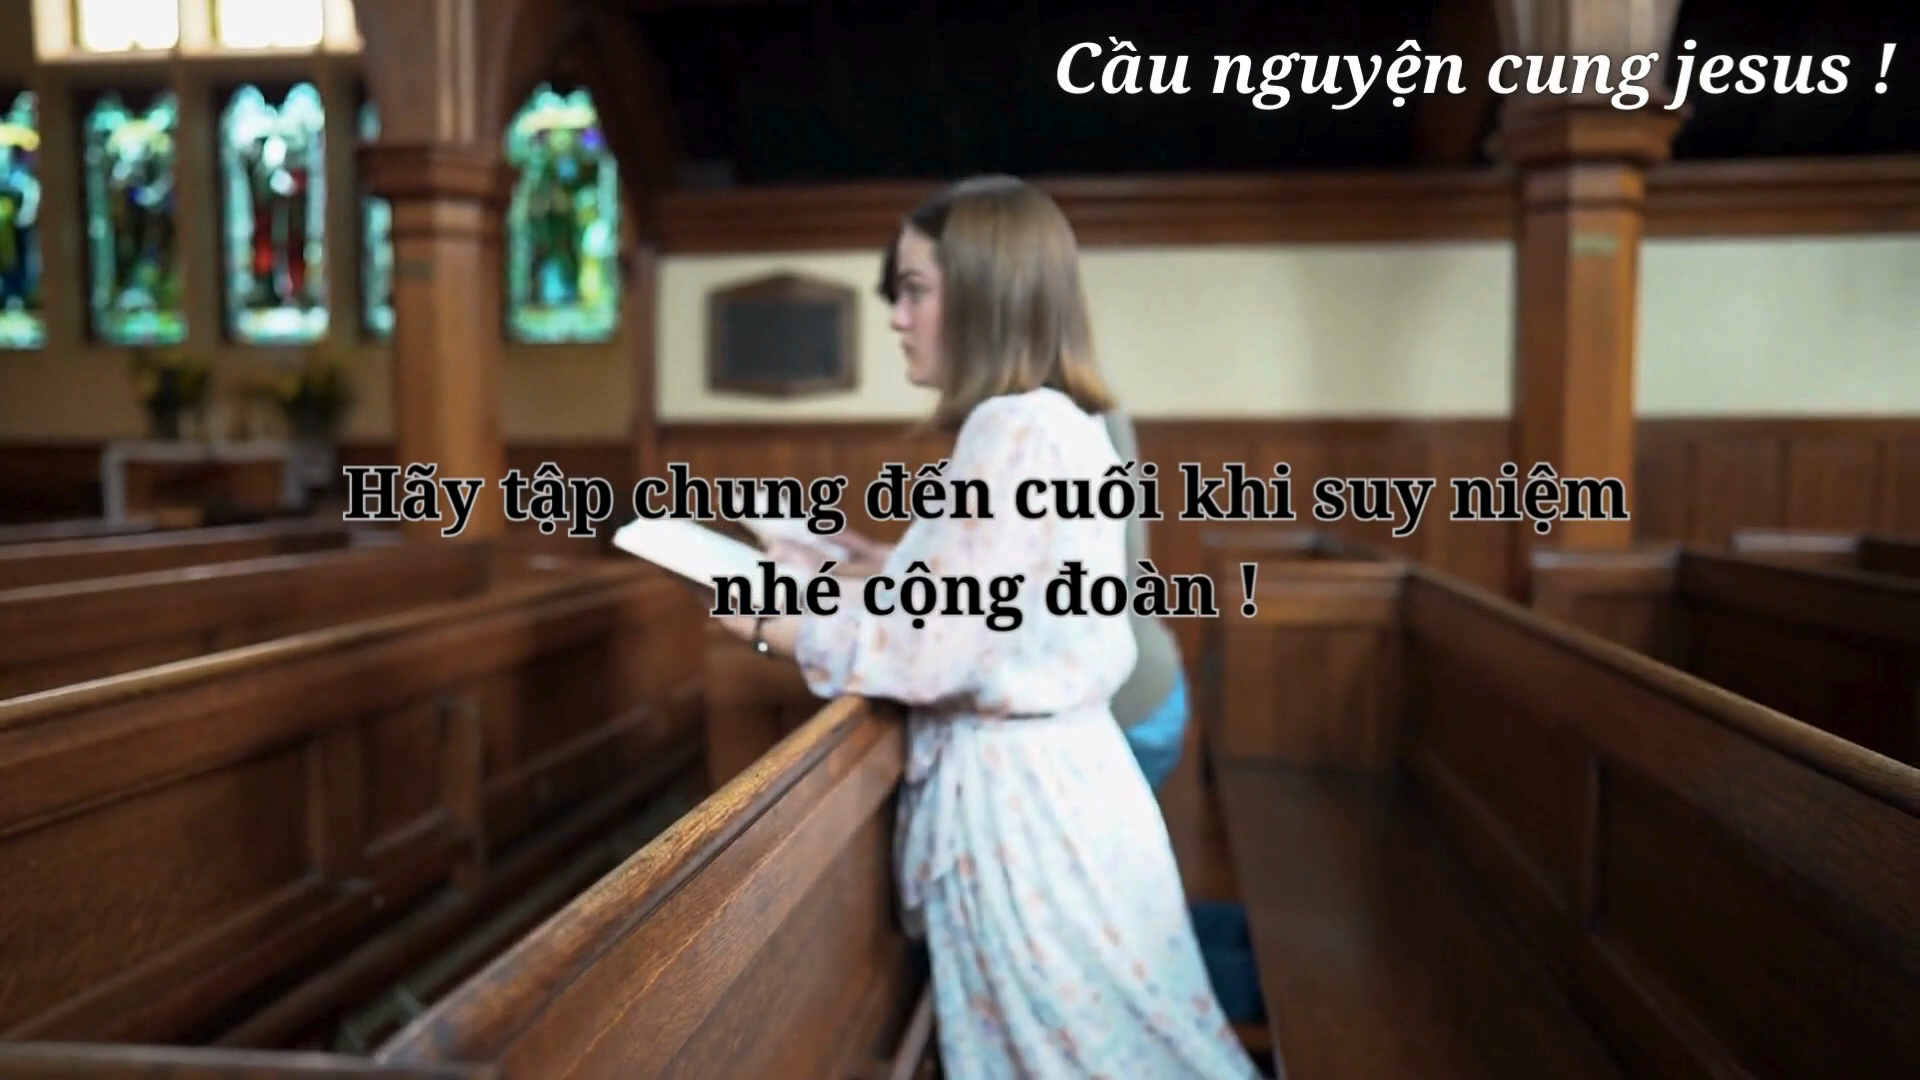 Cầu nguyện cung jesus !
Hãy tập chung đến cuối khi suy niệm
nhé cộng đoàn !